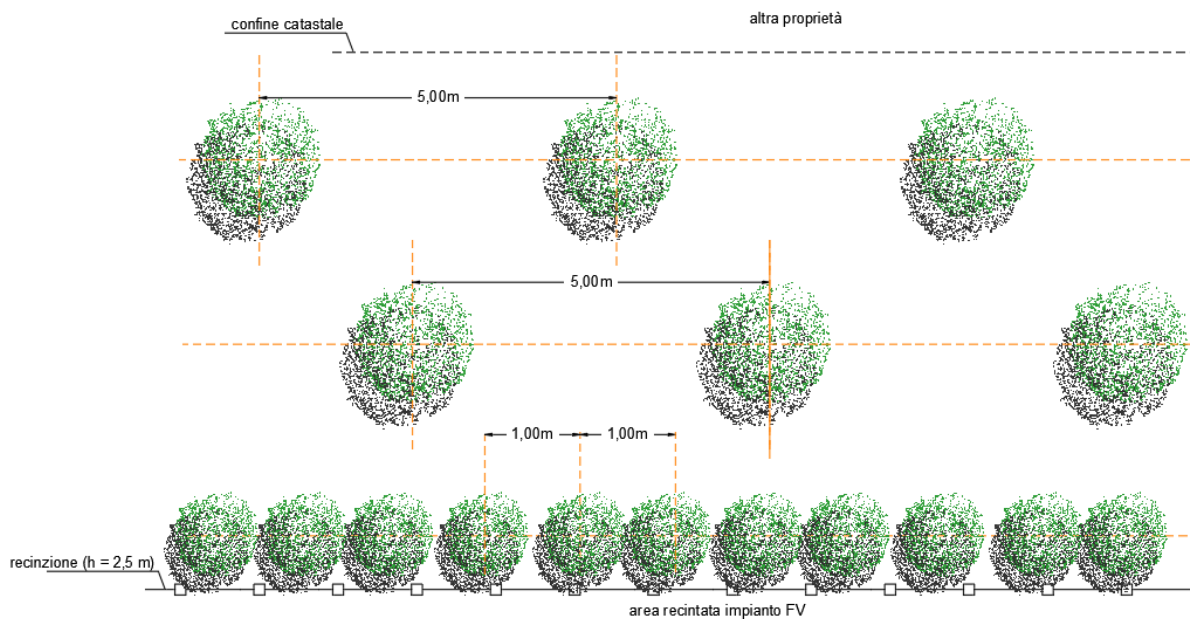 altra proprietà
confine catastale
5,00m
5,00m
1,00m 1,00m
recinzione (h = 2,5 m)
area recintata impianto FV